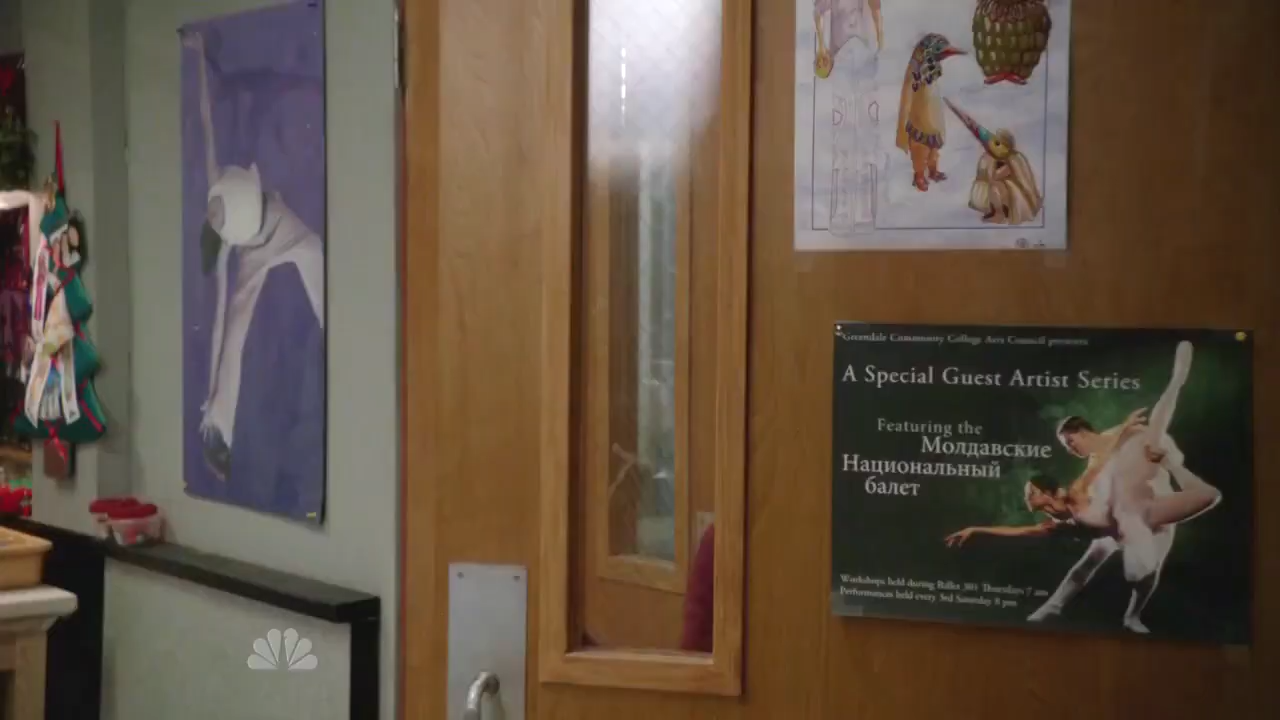 Greendale Community College Arts Council presents
A Special Guest Artist Series
Featuring the
Молдавские
Национальный
балет
Workshops held during Ballet 301 Thursdays 7 am
Performances held every 3rd Saturday 8 pm